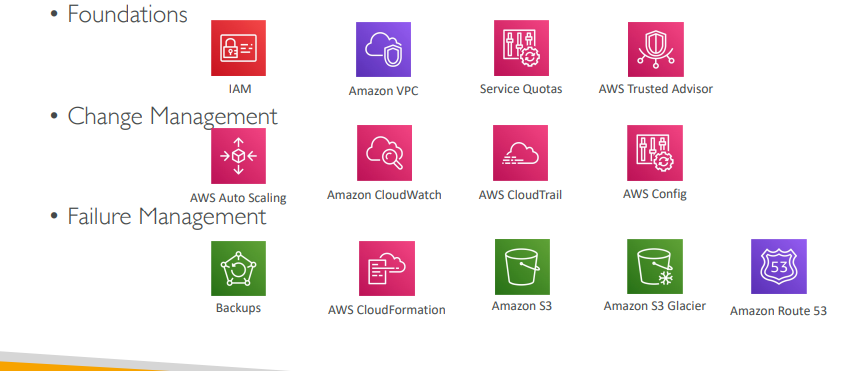 • Foundations
IAM
Amazon VPC
Service Quotas
AWS Trusted Advisor
• Change Management
AWS Auto Scaling
Amazon CloudWatch
AWS CloudTrail
AWS Config
• Failure Management
Backups
AWS CloudFormation
Amazon S3
Amazon S3 Glacier
53
Amazon Route 53